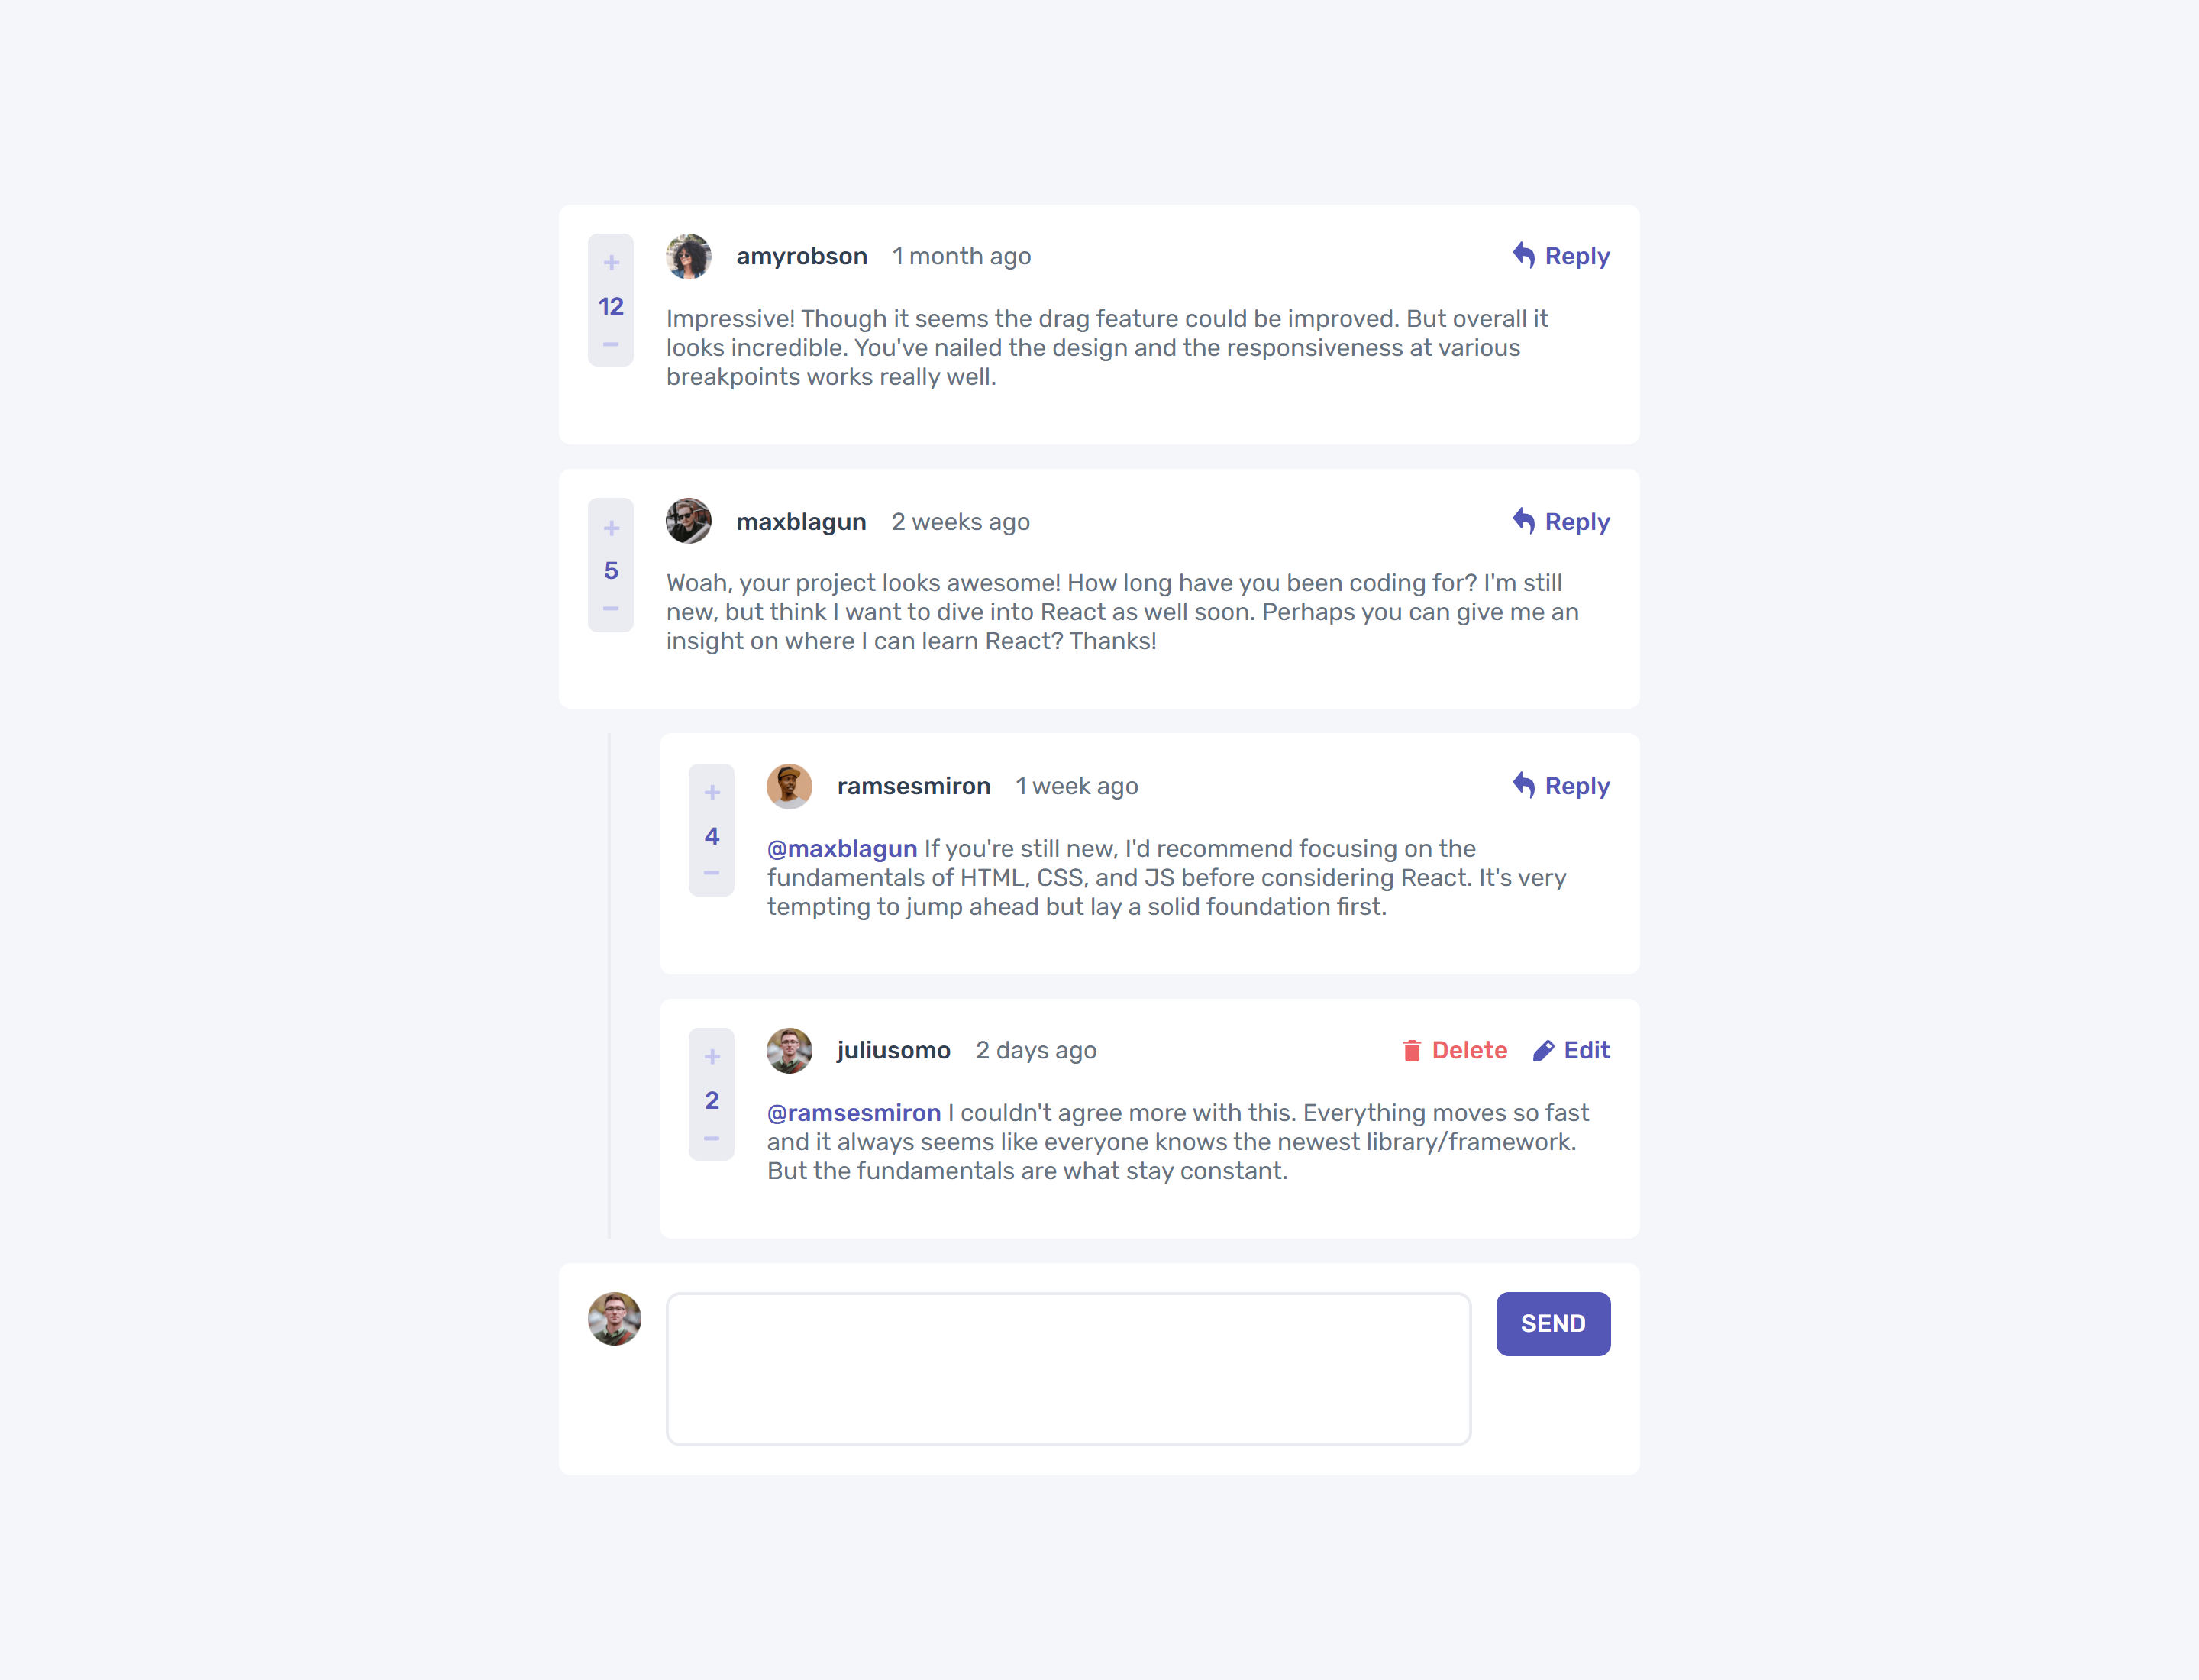 +
12
−
amyrobson 1 month ago Reply
Impressive! Though it seems the drag feature could be improved. But overall it
looks incredible. You've nailed the design and the responsiveness at various
breakpoints works really well.
+
5
−
maxblagun 2 weeks ago Reply
Woah, your project looks awesome! How long have you been coding for? I'm still
new, but think I want to dive into React as well soon. Perhaps you can give me an
insight on where I can learn React? Thanks!
+
4
−
ramsesmiron 1 week ago Reply
@maxblagun If you're still new, I'd recommend focusing on the
fundamentals of HTML, CSS, and JS before considering React. It's very
tempting to jump ahead but lay a solid foundation first.
+
2
−
juliusomo 2 days ago Delete Edit
@ramsesmiron I couldn't agree more with this. Everything moves so fast
and it always seems like everyone knows the newest library/framework.
But the fundamentals are what stay constant.
SEND